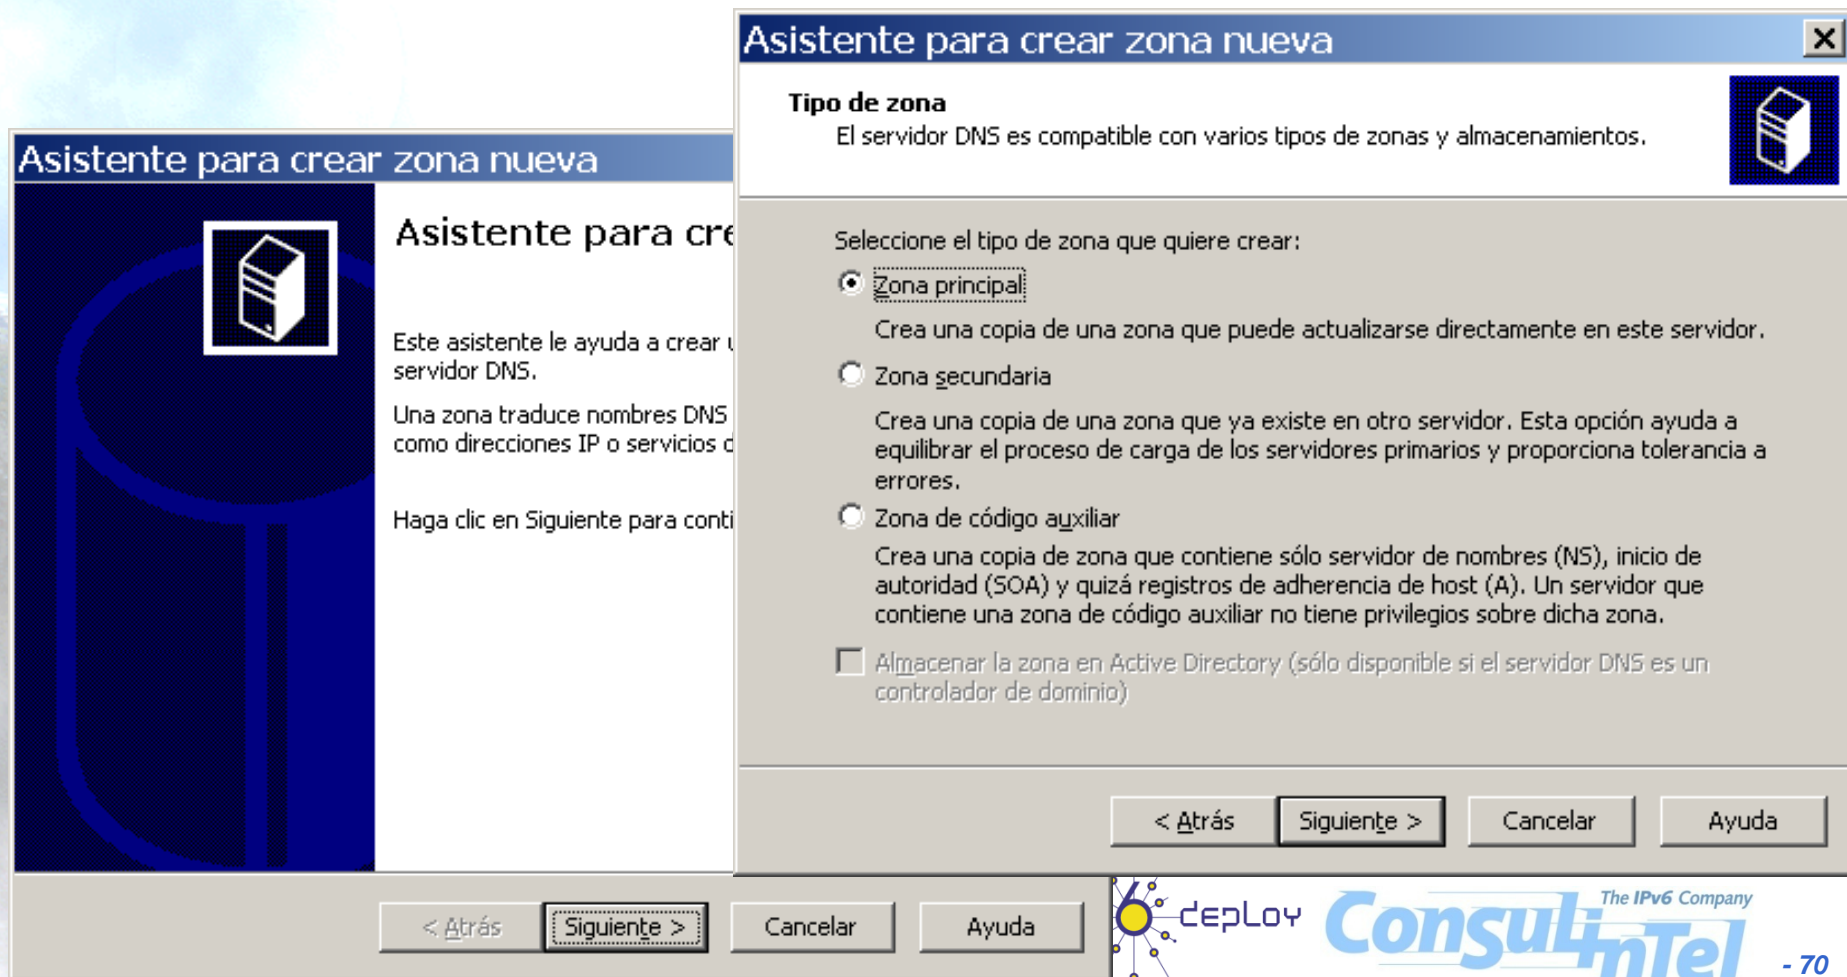 Asistente para crear zona nueva
Asistente para cre
Este asistente le ayuda a crear
servidor DNS.
Una zona traduce nombres DNS
como direcciones IP o servicios d
Haga clic en Siguiente para conti
< Atrás
Siguiente >
Cancelar
Ayuda
Asistente para crear zona nueva
Tipo de zona
El servidor DNS es compatible con varios tipos de zonas y almacenamientos.
Seleccione el tipo de zona que quiere crear:
Zona principal
Crea una copia de una zona que puede actualizarse directamente en este servidor.
Zona secundaria
Crea una copia de una zona que ya existe en otro servidor. Esta opción ayuda a
equilibrar el proceso de carga de los servidores primarios y proporciona tolerancia a
errores.
Zona de código auxiliar
Crea una copia de zona que contiene sólo servidor de nombres (NS), inicio de
autoridad (SOA) y quizá registros de adherencia de host (A). Un servidor que
contiene una zona de código auxiliar no tiene privilegios sobre dicha zona.
Almacenar la zona en Active Directory (sólo disponible si el servidor DNS es un
controlador de dominio)
< Atrás
Siguiente >
Cancelar
Ayuda
6deploy
The IPv6 Company
Consulintel
- 70